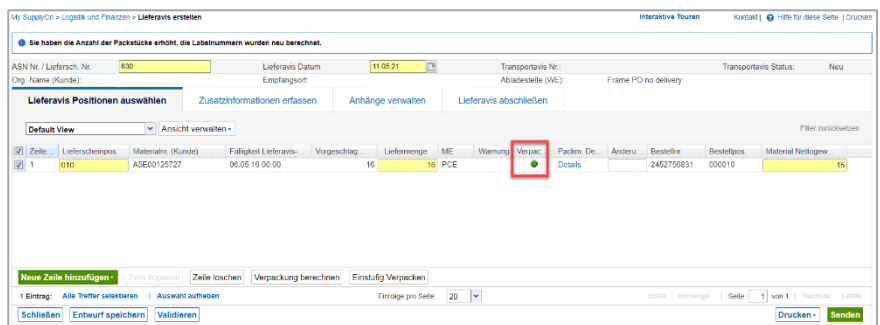 My SupplyOn > Logistik und Finanzen > Lieferavis erstellen Interaktive Touren Kontakt | Hilfe für diese Seite | Drucken
Sie haben die Anzahl der Packstücke erhöht, die Labelnummern wurden neu berechnet.
ASN Nr. / Liefersch. Nr. 830 Lieferavis Datum 11.05.21 Transportavis Nr.: Transportavis Status: Neu
Org.-Name (Kunde): Empfangsort: Abladestelle (WE): Frame PO no delivery
Lieferavis Positionen auswählen Zusatzinformationen erfassen Anhänge verwalten Lieferavis abschließen
Default View Ansicht verwalten Filter zurücksetzen
Zeile... Lieferscheinpos. Materialnr. (Kunde) Fälligkeit Lieferavis-... Vorgeschlag... Liefermenge ME Warnung Verpac... Packm. De... Änderu... Bestellnr. Bestellpos. Material Nettogew...
1 010 A5E00125727 06.05.16 00:00 16 16 PCE Details 2452756831 000010 15
Neue Zeile hinzufügen Zeile kopieren Zeile löschen Verpackung berechnen Einstufig Verpacken
1 Eintrag: Alle Treffer selektieren | Auswahl aufheben Einträge pro Seite 20 Erste Vorherige | Seite 1 von 1 | Nächste Letzte
Schließen Entwurf speichern Validieren Drucken Senden